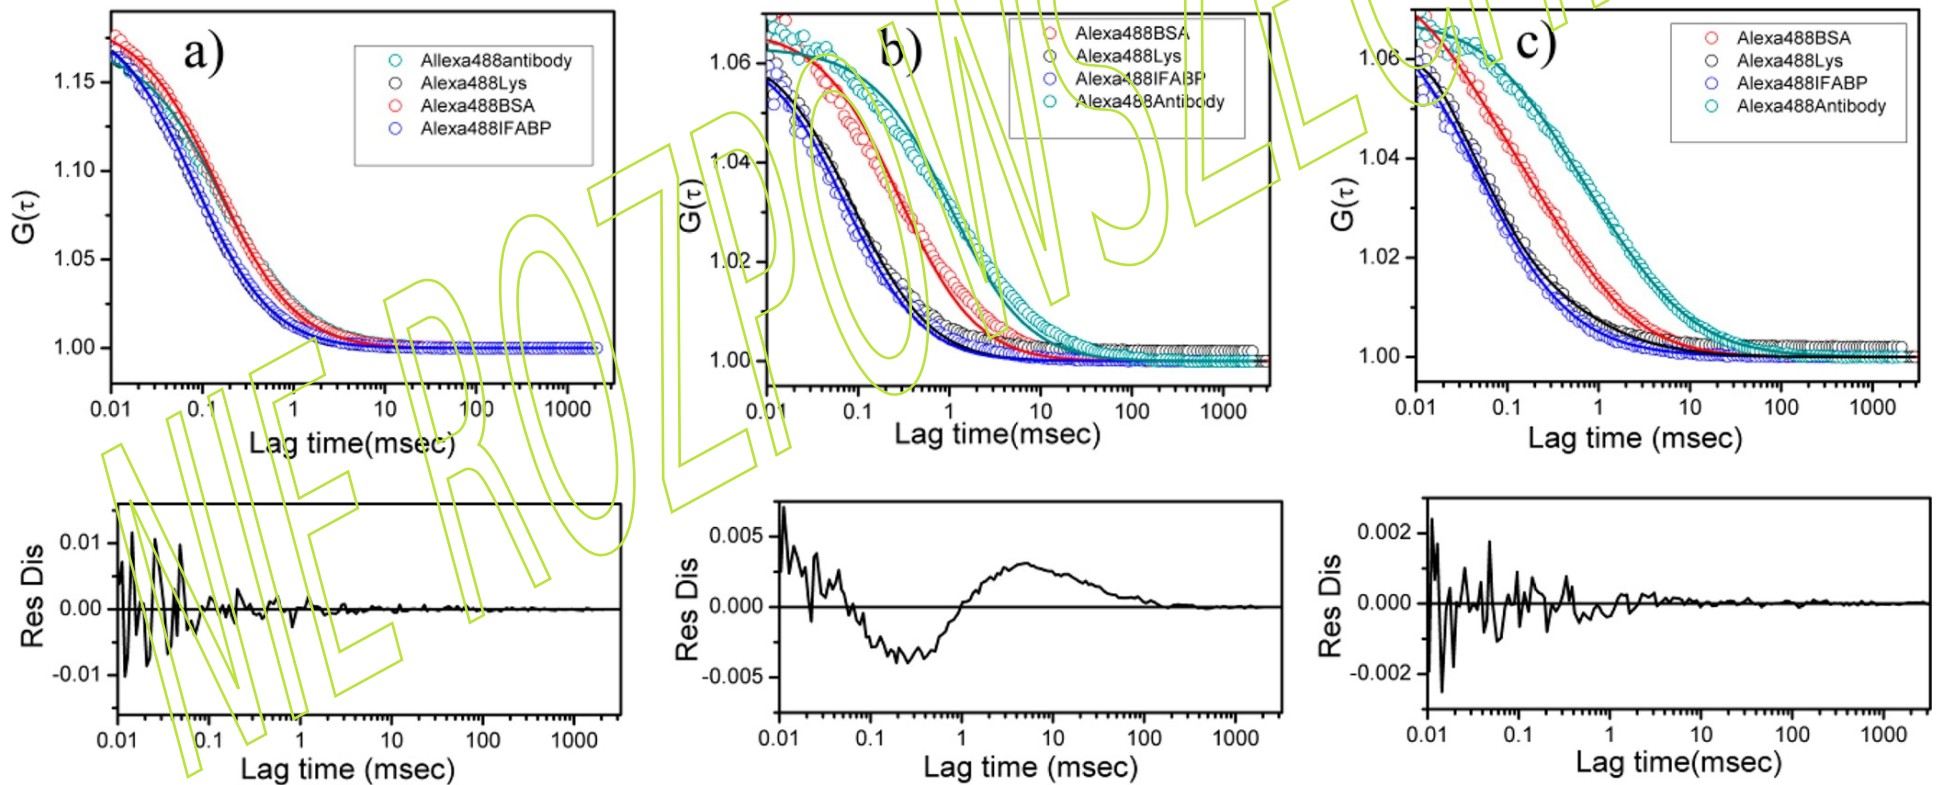 a)
Allexa488antibody
Alexa488Lys
Alexa488BSA
Alexa488IFABP
G(τ)
1.15
1.10
1.05
1.00
0.01 0.1 1 10 100 1000
Lag time(msec)
b)
Alexa488BSA
Alexa488Lys
Alexa488IFABP
Alexa488Antibody
G(τ)
1.06
1.04
1.02
1.00
0.01 0.1 1 10 100 1000
Lag time(msec)
c)
Alexa488BSA
Alexa488Lys
Alexa488IFABP
Alexa488Antibody
G(τ)
1.06
1.04
1.02
1.00
0.01 0.1 1 10 100 1000
Lag time (msec)
Res Dis
0.01
0.00
-0.01
0.01 0.1 1 10 100 1000
Lag time (msec)
Res Dis
0.005
0.000
-0.005
0.01 0.1 1 10 100 1000
Lag time (msec)
Res Dis
0.002
0.000
-0.002
0.01 0.1 1 10 100 1000
Lag time(msec)